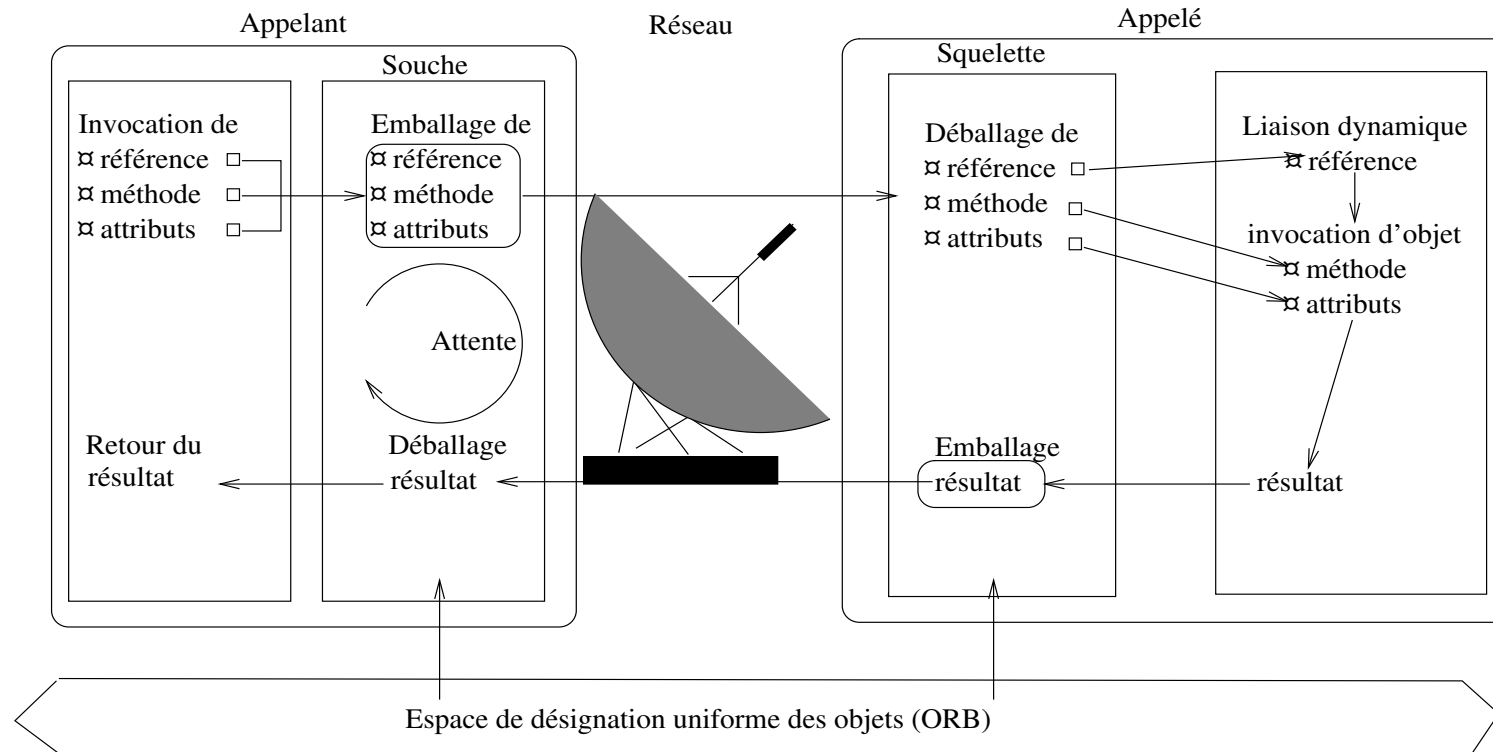 Appelant
Réseau
Appelé
Souche
Squelette
Invocation de
¤ référence
¤ méthode
¤ attributs
Emballage de
¤ référence
¤ méthode
¤ attributs
Attente
Retour du
résultat
Déballage
résultat
Déballage de
¤ référence
¤ méthode
¤ attributs
Emballage
résultat
Liaison dynamique
¤ référence
invocation d'objet
¤ méthode
¤ attributs
résultat
Espace de désignation uniforme des objets (ORB)